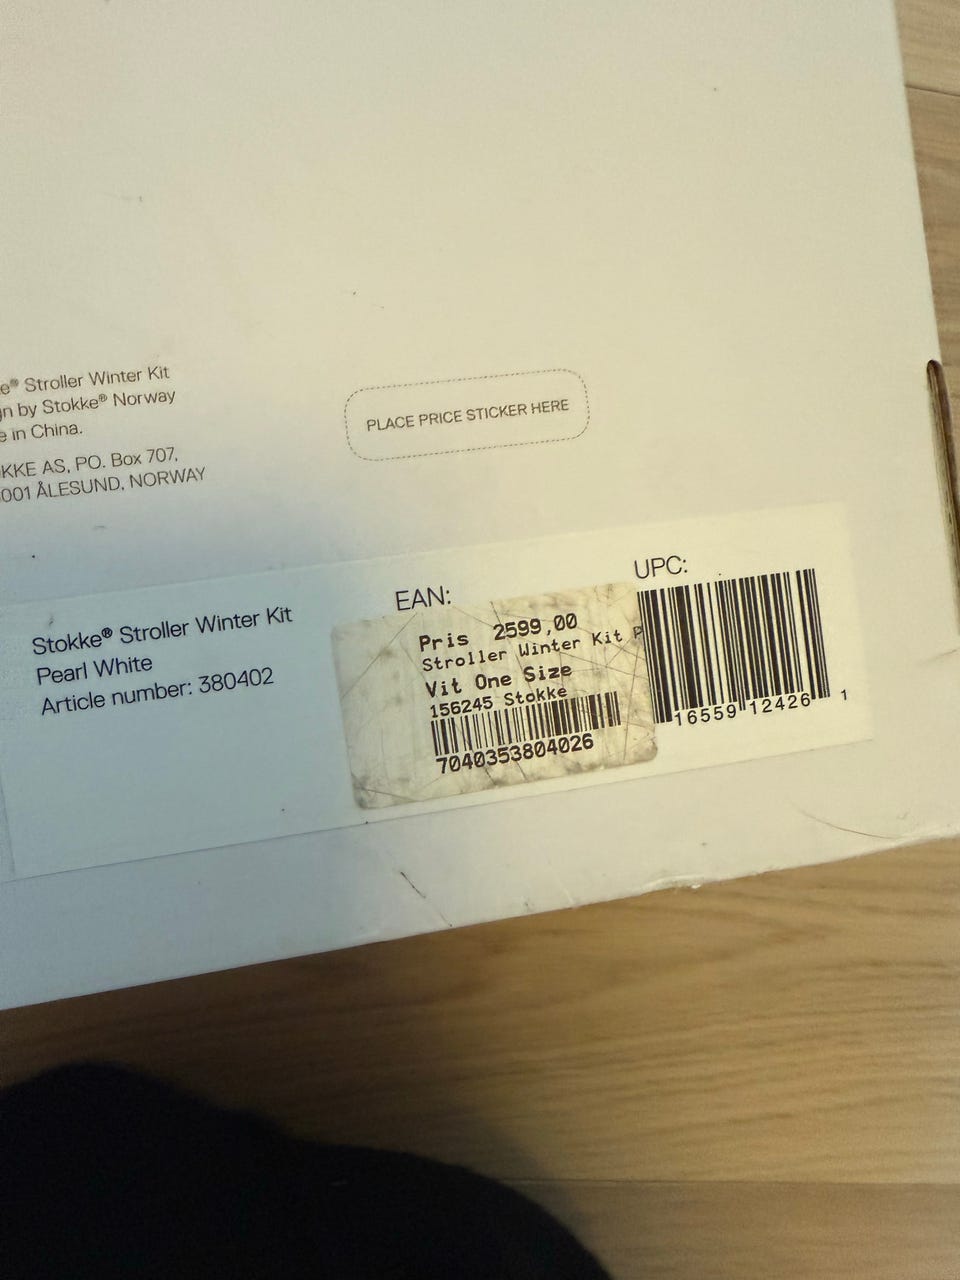 e® Stroller Winter Kit
gn by Stokke® Norway
e in China.
KKE AS, PO. Box 707,
001 ÅLESUND, NORWAY
PLACE PRICE STICKER HERE
Stokke® Stroller Winter Kit
Pearl White
Article number: 380402
EAN:
Pris 2599,00
Stroller Winter Kit P
Vit One Size
156245 Stokke
7040353804026
UPC:
16559 12426 1